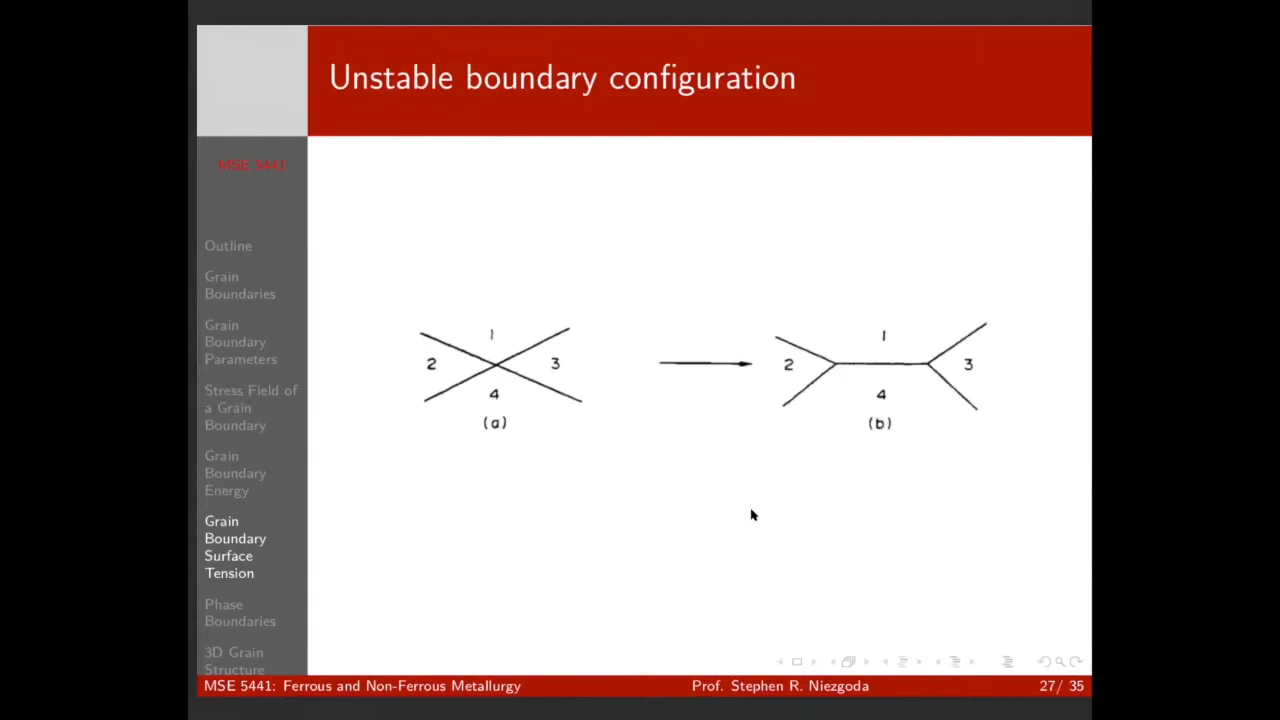 Unstable boundary configuration
MSE 5441
Outline
Grain
Boundaries
Grain
Boundary
Parameters
Stress Field of
a Grain
Boundary
Grain
Boundary
Energy
Grain
Boundary
Surface
Tension
Phase
Boundaries
3D Grain
Structure
1
2 3
4
(a)
1
2 3
4
(b)
MSE 5441: Ferrous and Non-Ferrous Metallurgy Prof. Stephen R. Niezgoda 27/ 35